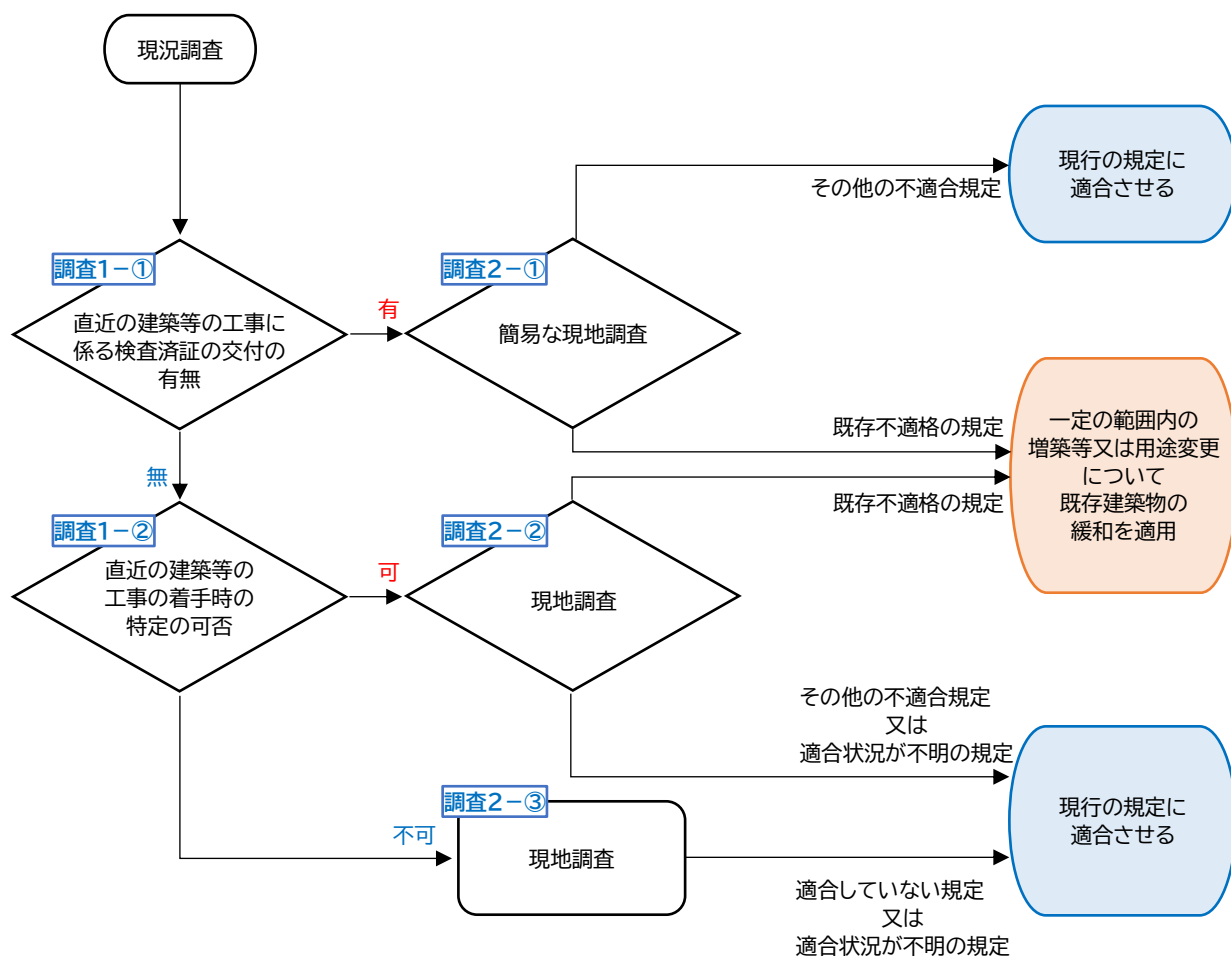 現況調査
調査1-①
直近の建築等の工事に
係る検査済証の交付の
有無
有
調査2-①
簡易な現地調査
その他の不適合規定
現行の規定に
適合させる
既存不適格の規定
一定の範囲内の
増築等又は用途変更
について
既存建築物の
緩和を適用
無
調査1-②
直近の建築等の
工事の着手時の
特定の可否
可
調査2-②
現地調査
既存不適格の規定
その他の不適合規定
又は
適合状況が不明の規定
現行の規定に
適合させる
不可
調査2-③
現地調査
適合していない規定
又は
適合状況が不明の規定